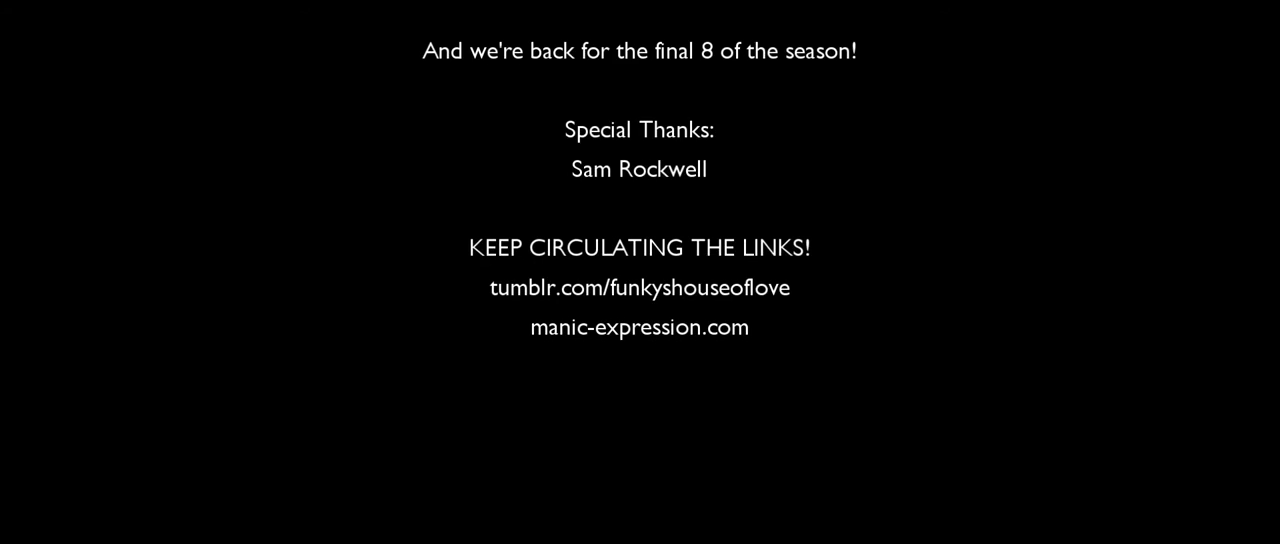 And we're back for the final 8 of the season!
Special Thanks:
Sam Rockwell
KEEP CIRCULATING THE LINKS!
tumblr.com/funkyshouseoflove
manic-expression.com